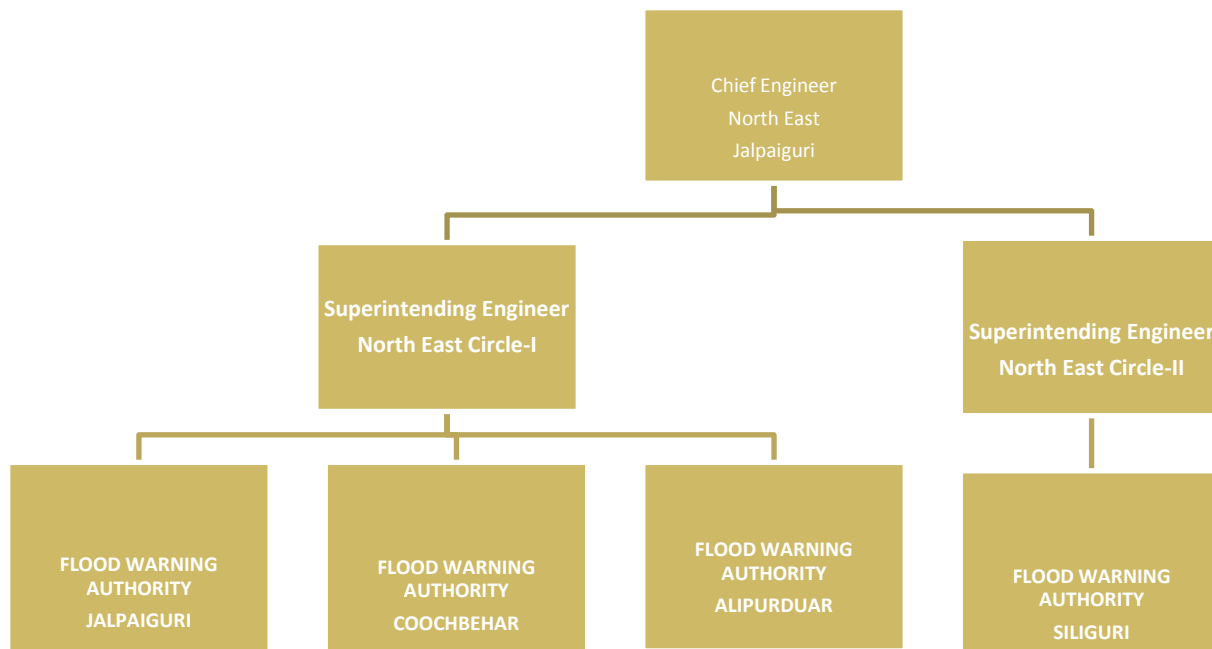 Chief Engineer
North East
Jalpaiguri
Superintending Engineer
North East Circle-I
Superintending Engineer
North East Circle-II
FLOOD WARNING
AUTHORITY
JALPAIGURI
FLOOD WARNING
AUTHORITY
COOCHBEHAR
FLOOD WARNING
AUTHORITY
ALIPURDUAR
FLOOD WARNING
AUTHORITY
SILIGURI